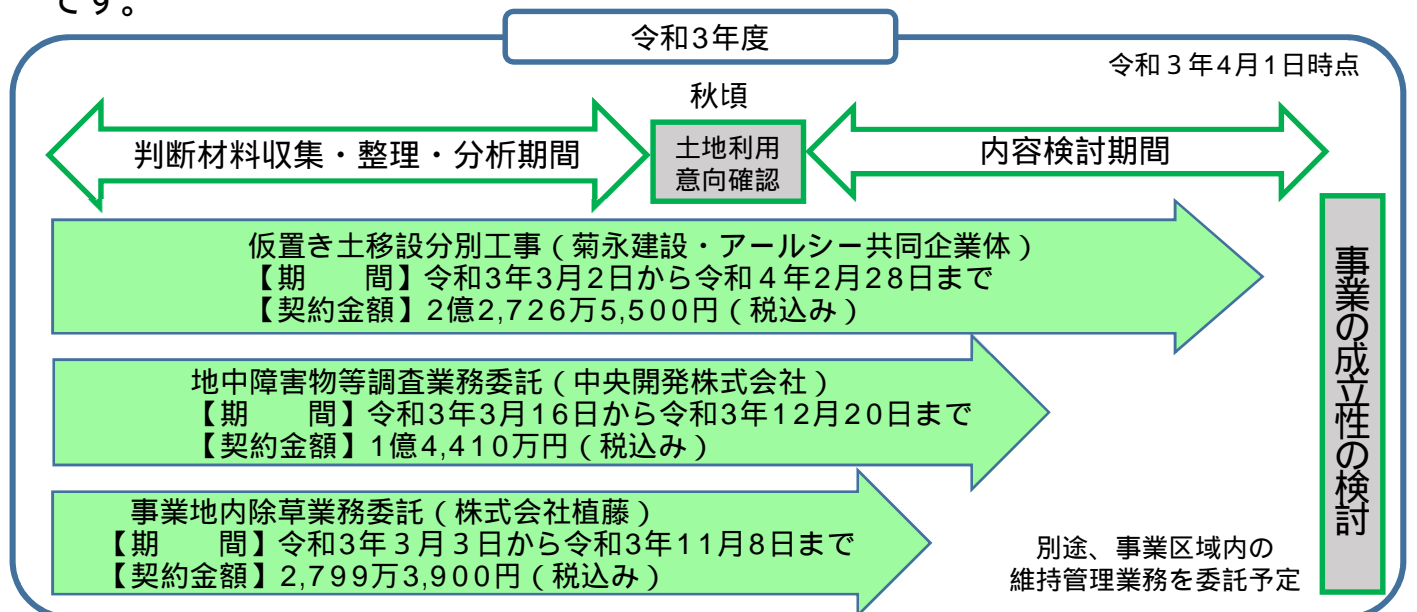 です。
令和3年度
令和３年4月1日時点
秋頃
判断材料収集・整理・分析期間
土地利用
意向確認
内容検討期間
仮置き土移設分別工事（菊永建設・アールシー共同企業体）
【期　　間】令和3年3月2日から令和４年2月28日まで
【契約金額】2億2,726万5,500円（税込み）
地中障害物等調査業務委託（中央開発株式会社）
【期　　間】令和3年3月16日から令和3年12月20日まで
【契約金額】1億4,410万円（税込み）
事業地内除草業務委託（株式会社植藤）
【期　　間】令和3年３月３日から令和3年11月8日まで
【契約金額】2,799万3,900円（税込み）
別途、事業区域内の
維持管理業務を委託予定
事業の成立性の検討